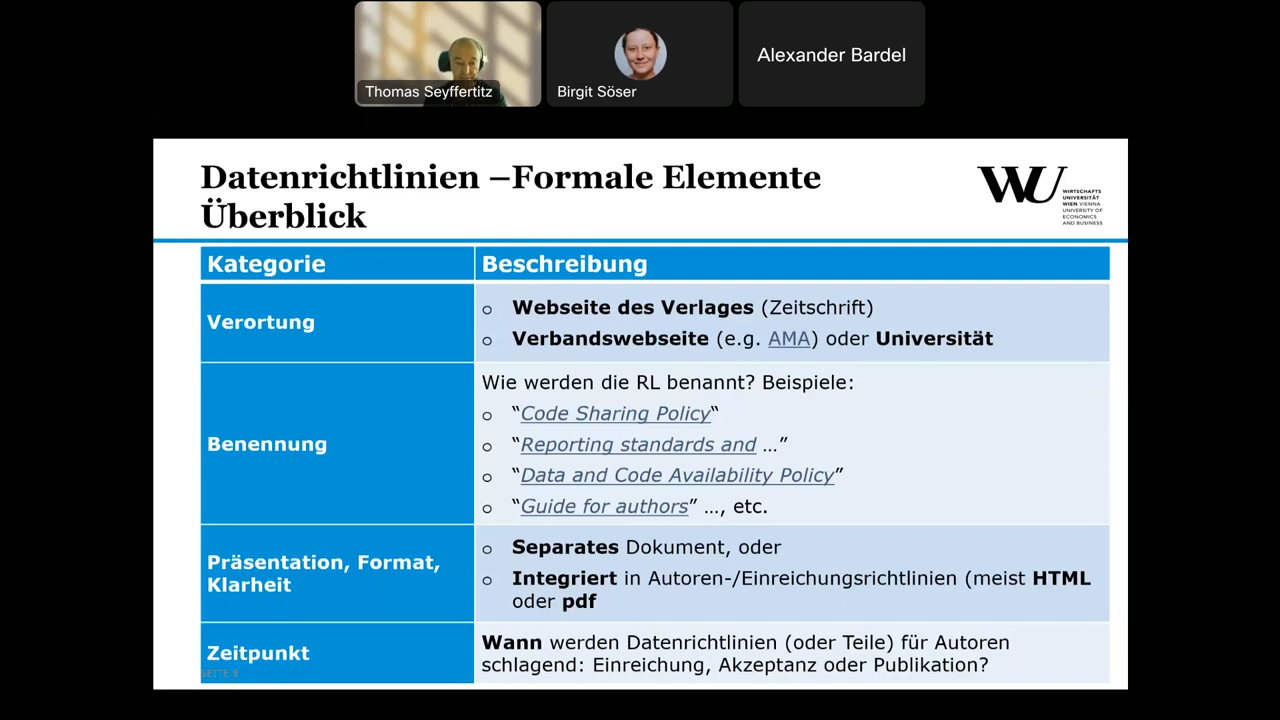 Thomas Seyffertitz
Birgit Söser
Alexander Bardel
Datenrichtlinien –Formale Elemente
Überblick
WU
WIRTSCHAFTS
UNIVERSITÄT
WIEN VIENNA
UNIVERSITY OF
ECONOMICS
AND BUSINESS
Kategorie
Beschreibung
Verortung
o Webseite des Verlages (Zeitschrift)
o Verbandswebseite (e.g. AMA) oder Universität
Benennung
Wie werden die RL benannt? Beispiele:
o “Code Sharing Policy“
o “Reporting standards and …”
o “Data and Code Availability Policy”
o “Guide for authors” …, etc.
Präsentation, Format,
Klarheit
o Separates Dokument, oder
o Integriert in Autoren-/Einreichungsrichtlinien (meist HTML
oder pdf
Zeitpunkt
Wann werden Datenrichtlinien (oder Teile) für Autoren
schlagend: Einreichung, Akzeptanz oder Publikation?
SEITE 8